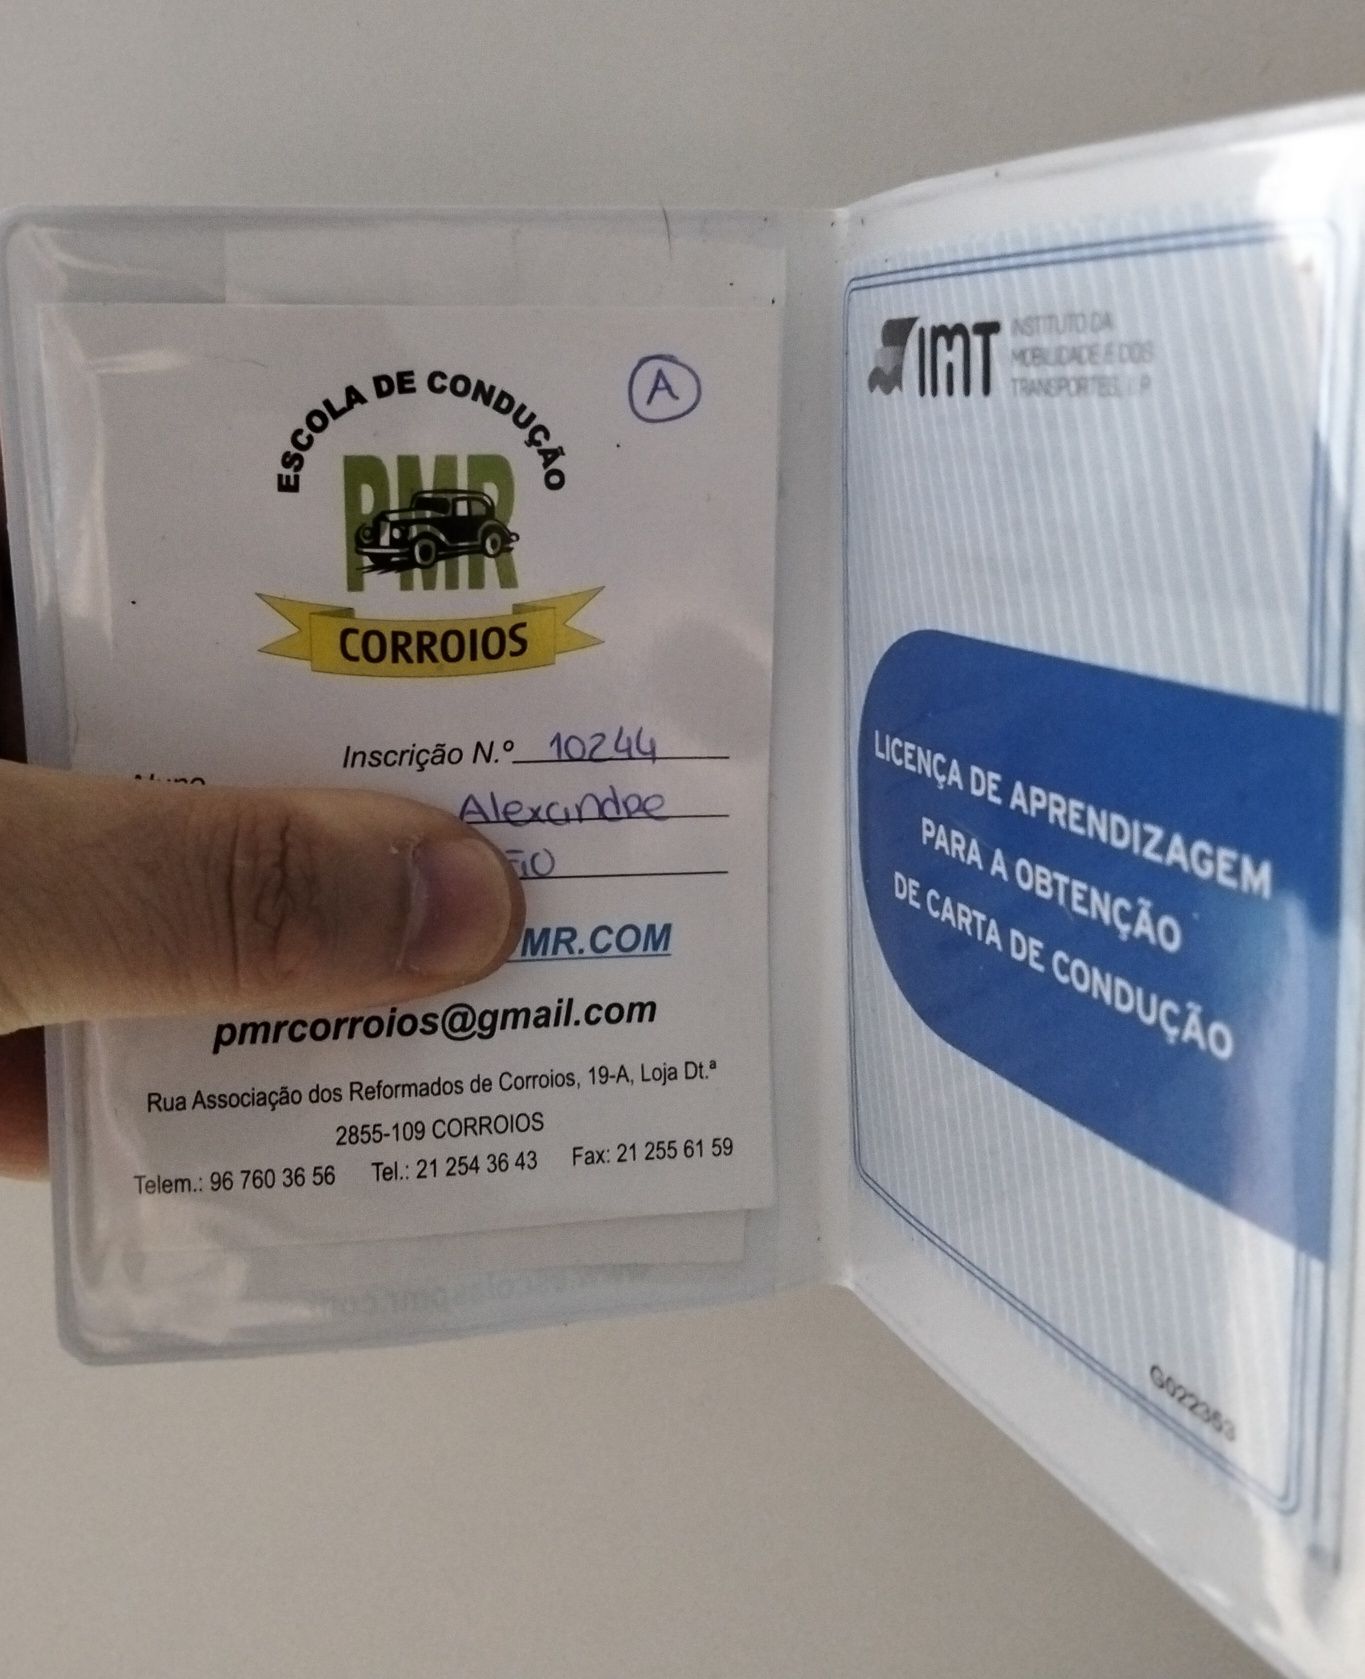 ESCOLA DE CONDUÇÃO
A
PMR
CORROIOS
Inscrição N.º 10244
Alexandre
MR.COM
pmrcorroios@gmail.com
Rua Associação dos Reformados de Corroios, 19-A, Loja Dt.ª
2855-109 CORROIOS
Telem.: 96 760 36 56 Tel.: 21 254 36 43 Fax: 21 255 61 59
IMT
INSTITUTO DA
MOBILIDADE E DOS
TRANSPORTES, I.P.
LICENÇA DE APRENDIZAGEM
PARA A OBTENÇÃO
DE CARTA DE CONDUÇÃO
G022353